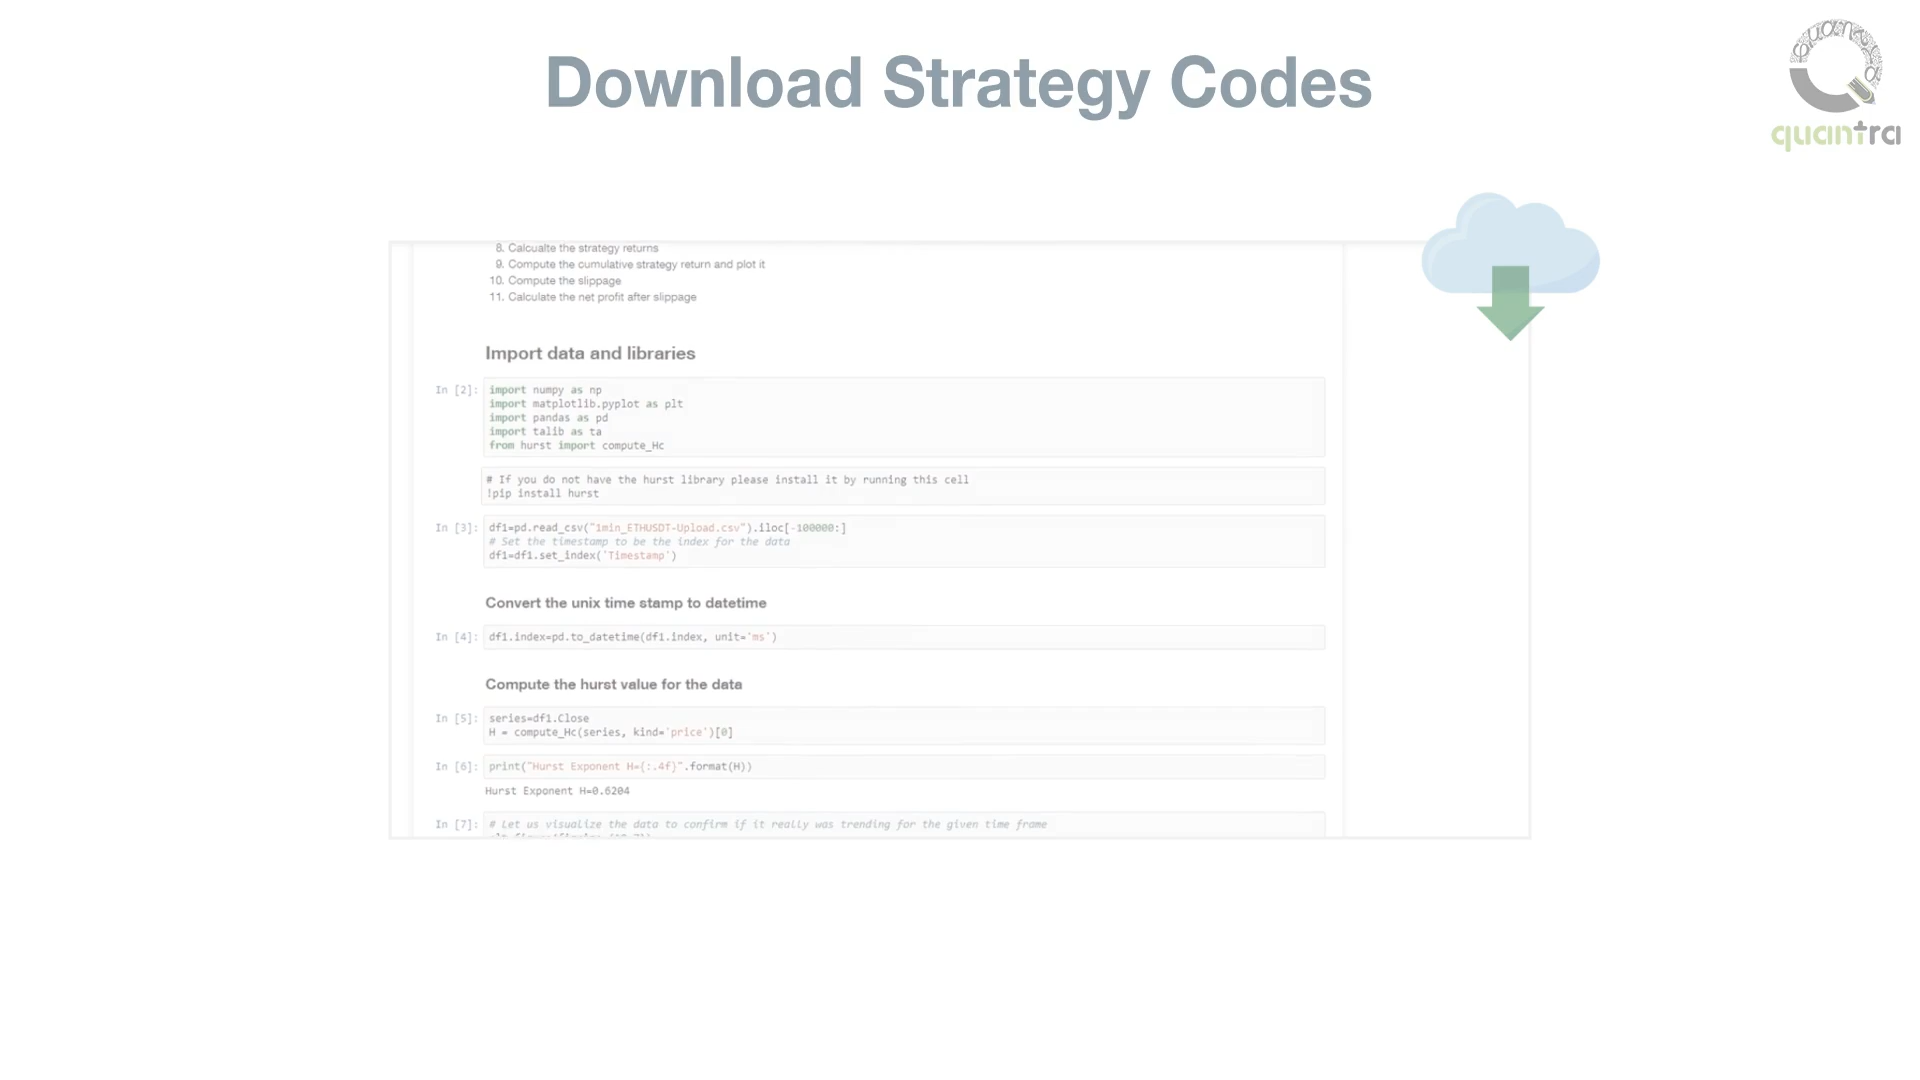 Download Strategy Codes
quantra
8. Calcualte the strategy returns
9. Compute the cumulative strategy return and plot it
10. Compute the slippage
11. Calculate the net profit after slippage
Import data and libraries
In [2]: import numpy as np
import matplotlib.pyplot as plt
import pandas as pd
import talib as ta
from hurst import compute_Hc
# If you do not have the hurst library please install it by running this cell
!pip install hurst
In [3]: df1=pd.read_csv("1min_ETHUSDT-Upload.csv").iloc[-100000:]
# Set the timestamp to be the index for the data
df1=df1.set_index('Timestamp')
Convert the unix time stamp to datetime
In [4]: df1.index=pd.to_datetime(df1.index, unit='ms')
Compute the hurst value for the data
In [5]: series=df1.Close
H = compute_Hc(series, kind='price')[0]
In [6]: print("Hurst Exponent H={:.4f}".format(H))
Hurst Exponent H=0.6204
In [7]: # Let us visualize the data to confirm if it really was trending for the given time frame